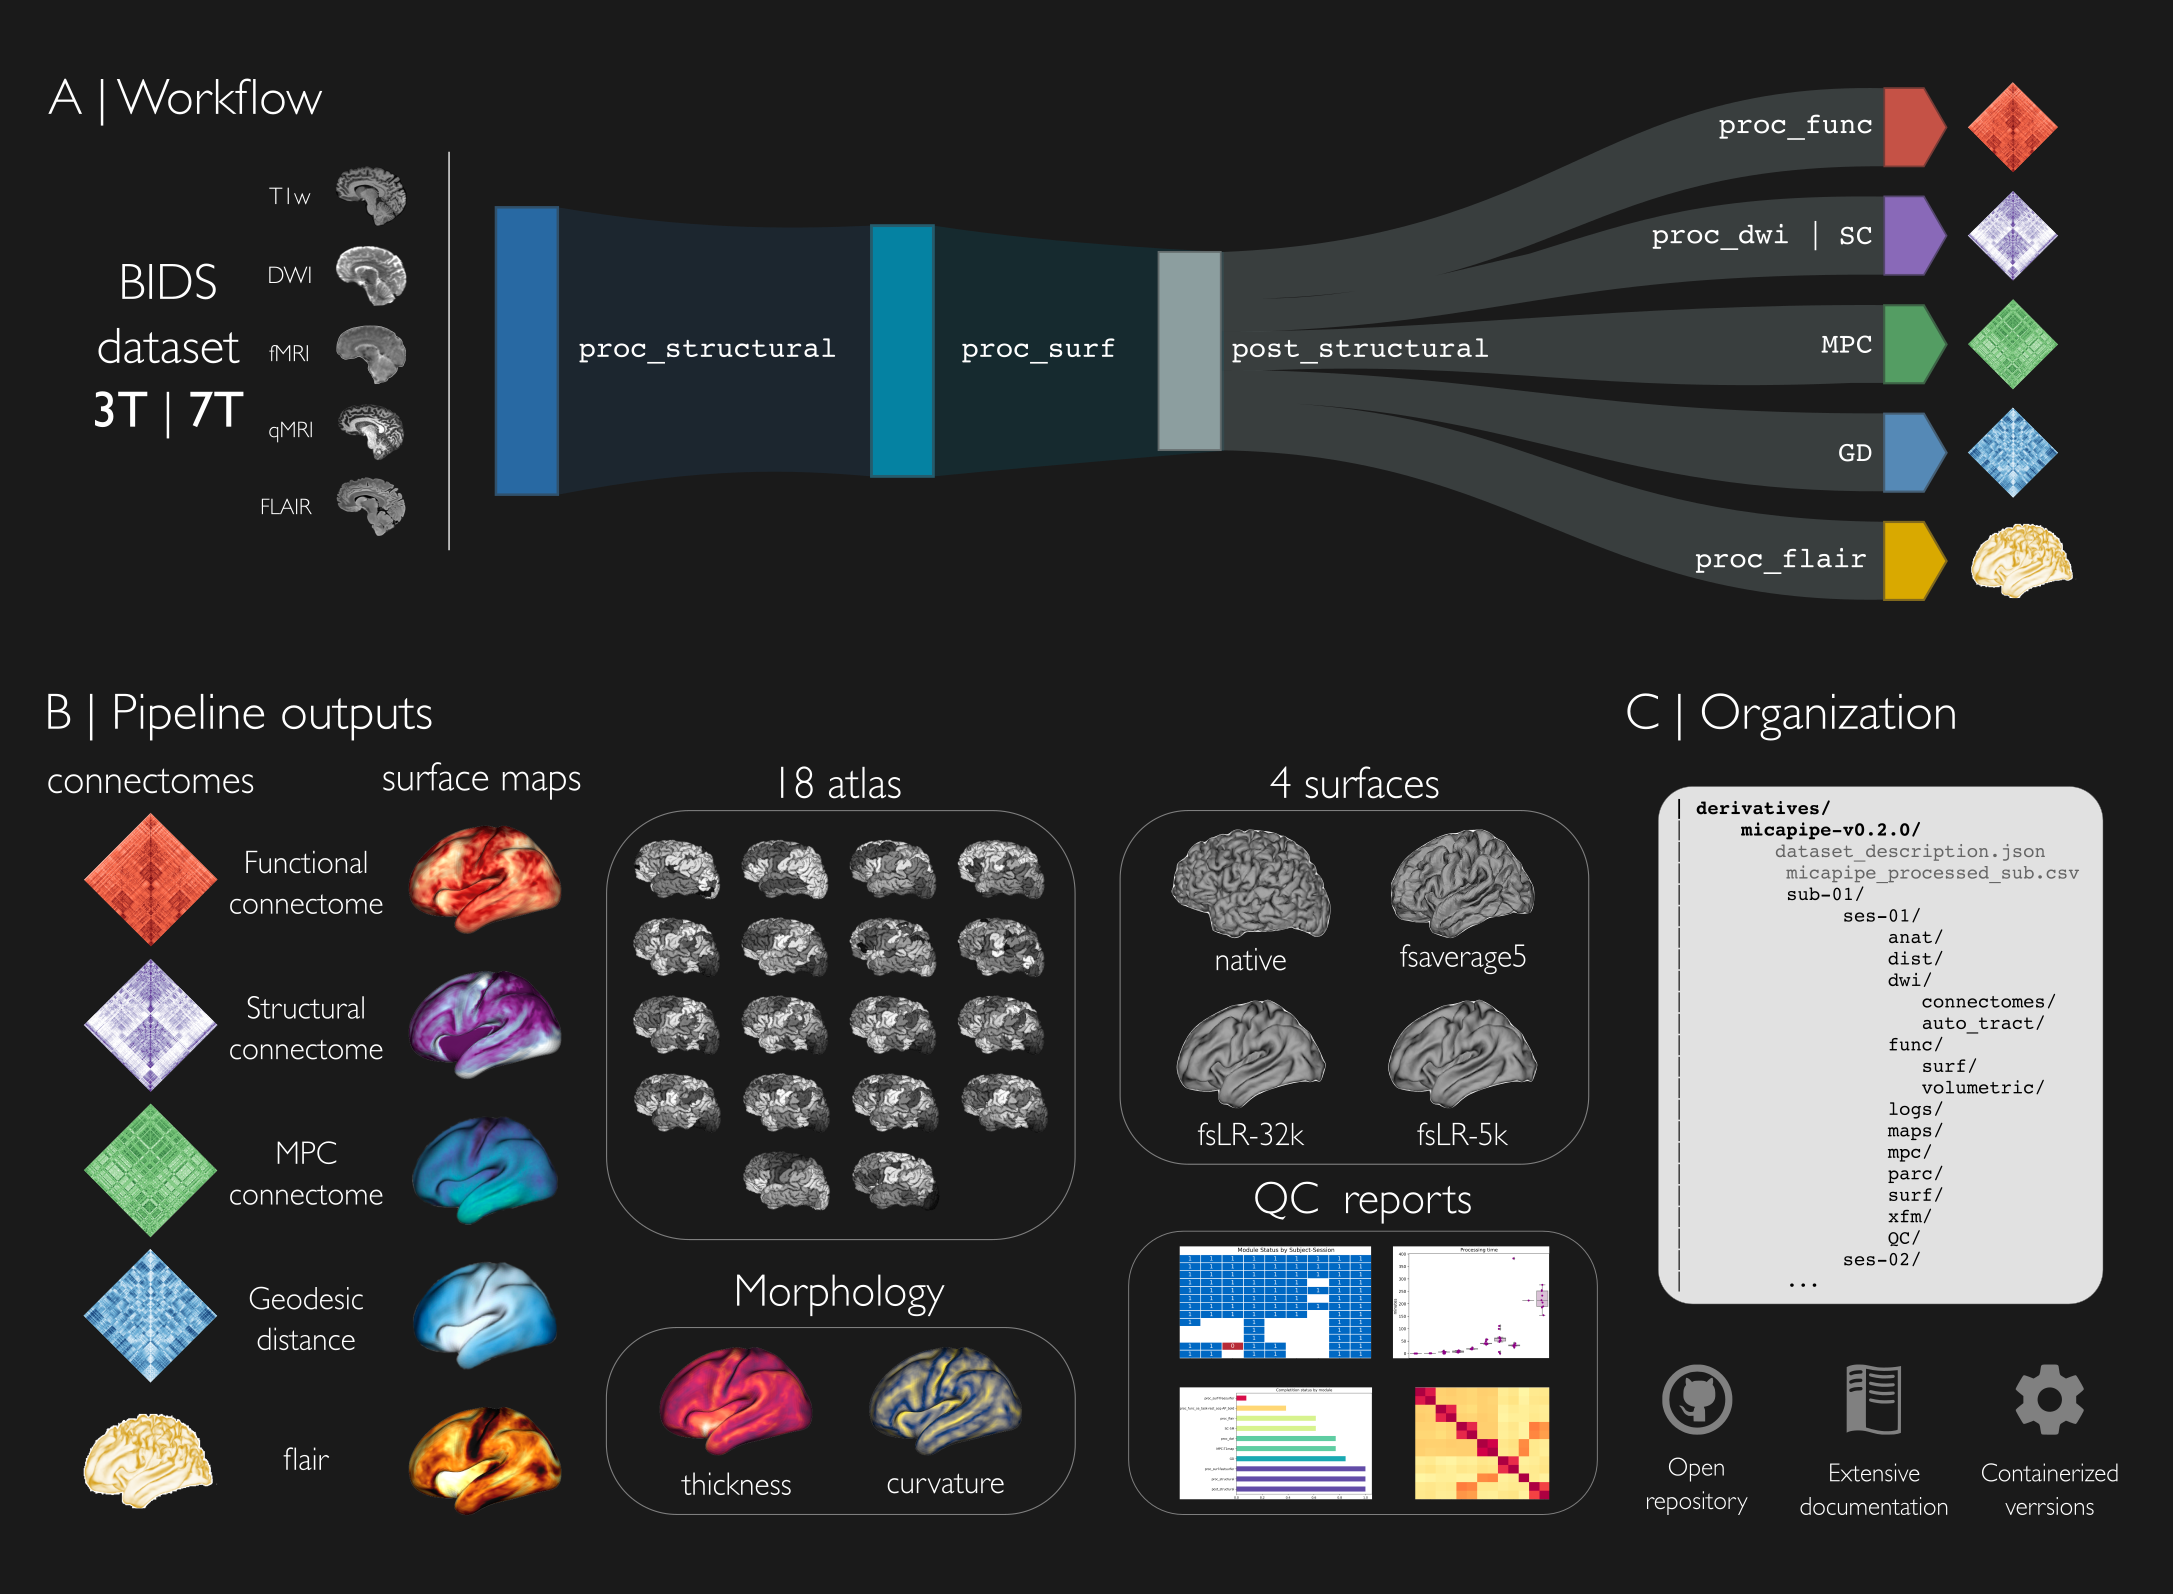 A | Workflow
BIDS
dataset
3T | 7T
T1w
DWI
fMRI
qMRI
FLAIR
proc_structural
proc_surf
post_structural
proc_func
proc_dwi | SC
MPC
GD
proc_flair
B | Pipeline outputs
connectomes
surface maps
Functional
connectome
Structural
connectome
MPC
connectome
Geodesic
distance
flair
18 atlas
Morphology
thickness
curvature
4 surfaces
native
fsaverage5
fsLR-32k
fsLR-5k
QC reports
Module Status by Subject-Session
Processing time
Completition status by module
C | Organization
derivatives/
micapipe-v0.2.0/
dataset_description.json
micapipe_processed_sub.csv
sub-01/
ses-01/
anat/
dist/
dwi/
connectomes/
auto_tract/
func/
surf/
volumetric/
logs/
maps/
mpc/
parc/
surf/
xfm/
QC/
ses-02/
...
Open
repository
Extensive
documentation
Containerized
verrsions